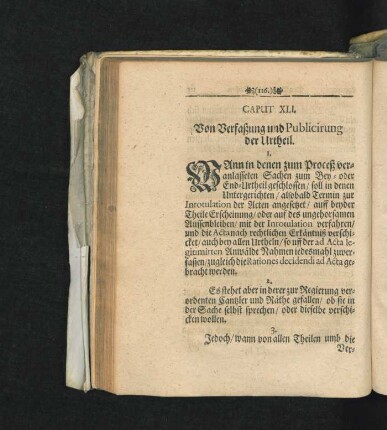 (116.)
CAPUT XLI.
Von Verfaßung und Publicirung
der Urtheil.
1.
WAnn in denen zum Proceß ver-
anlasseten Sachen zum Bey- oder
End-Urtheil geschlossen / soll in denen
Untergerichten / alsobald Termin zur
Inrotulation der Acten angesetzet / auff beyder
Theile Erscheinung / oder auf des ungehorsamen
Aussenbleiben / mit der Inrotulation verfahren /
und die Acta nach rechtlichen Erkäntnüs verschi-
cket / auch bey allen Urtheln / so uff der ad Acta le-
gitimirten Anwälde Nahmen jedesmahl zu ver-
fassen / zugleich die Rationes decidendi ad Acta ge-
bracht werden.
2.
Es stehet aber in derer zur Regierung ver-
ordenten Cantzler und Räthe gefallen / ob sie in
der Sache selbst sprechen / oder dieselbe verschi-
cken wollen.
3.
Jedoch / wann von allen Theilen umb die
Ver-